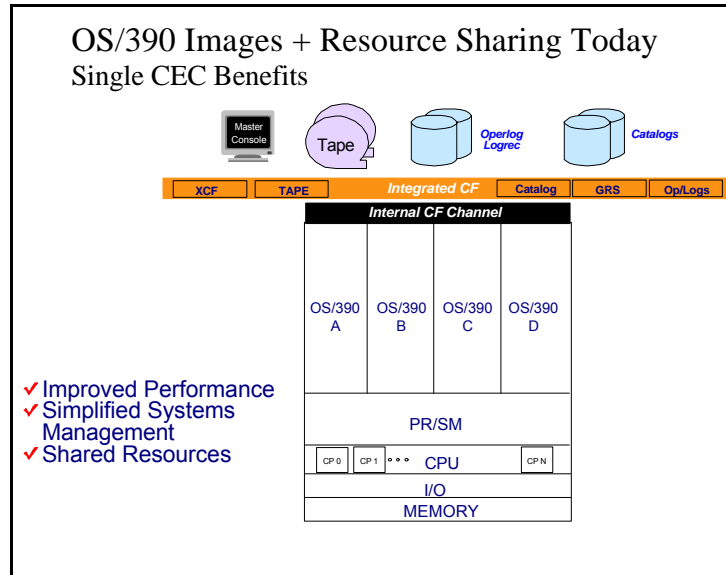 OS/390 Images + Resource Sharing Today
Single CEC Benefits
Master
Console
Tape
Operlog
Logrec
Catalogs
XCF TAPE Integrated CF Catalog GRS Op/Logs
Internal CF Channel
OS/390 OS/390 OS/390 OS/390
A B C D
Improved Performance
Simplified Systems
Management
Shared Resources
PR/SM
CP 0 CP 1 CPU CP N
I/O
MEMORY